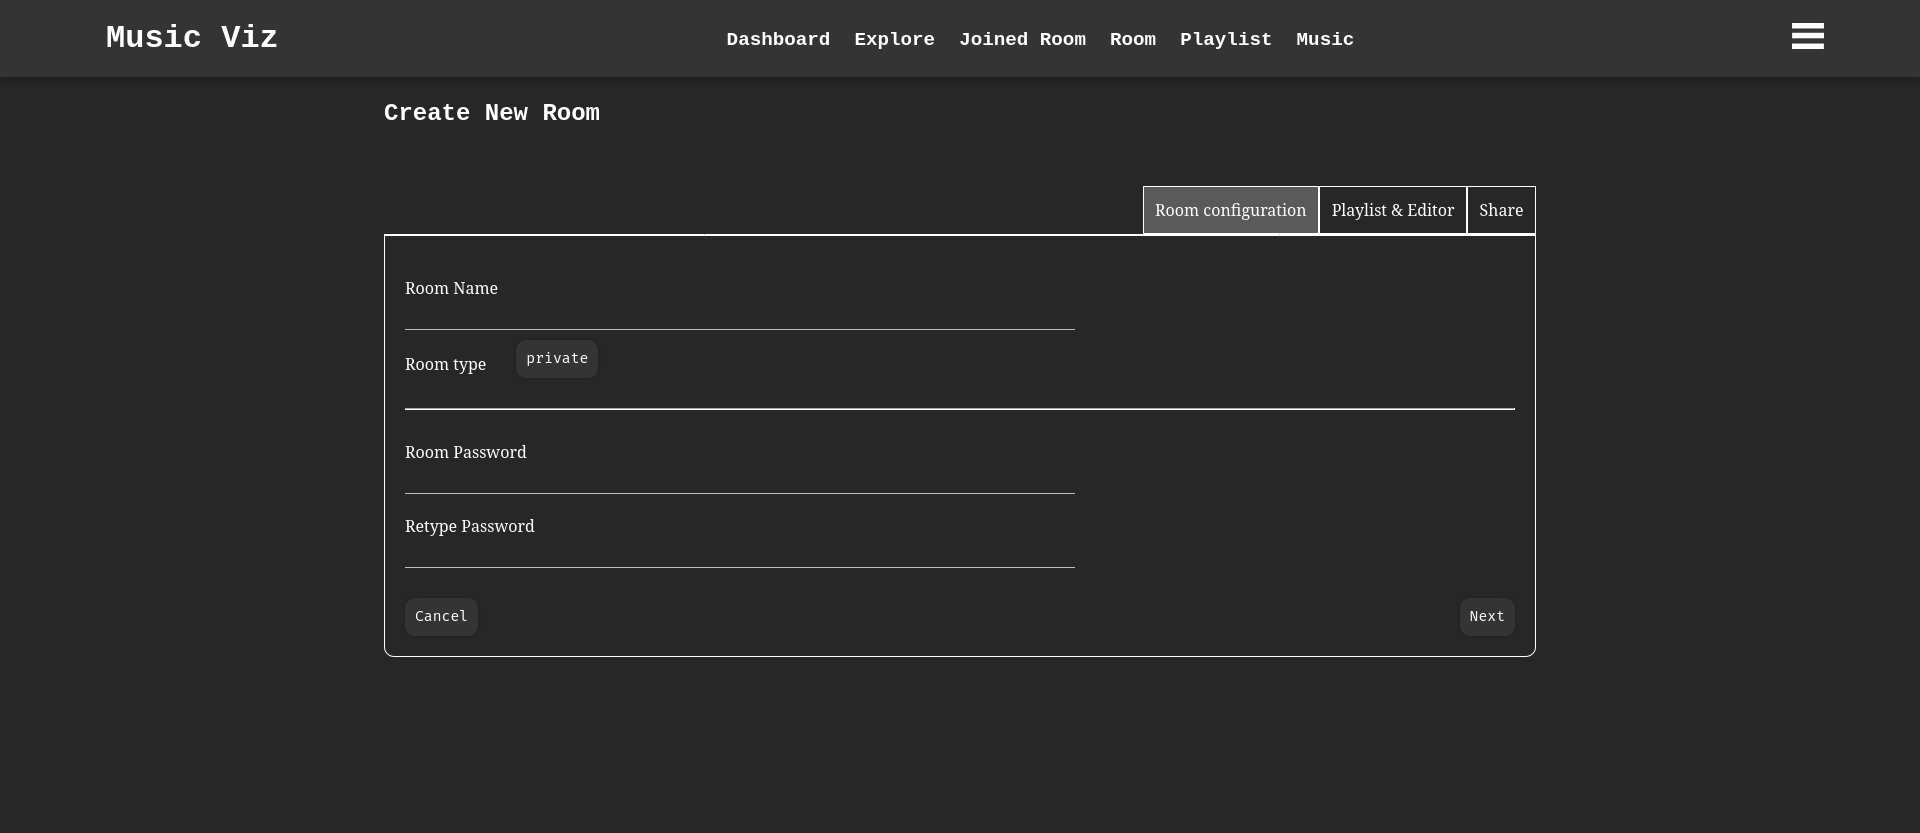 Music Viz
Dashboard Explore Joined Room Room Playlist Music
Create New Room
Room configuration Playlist & Editor Share
Room Name
Room type private
Room Password
Retype Password
Cancel Next